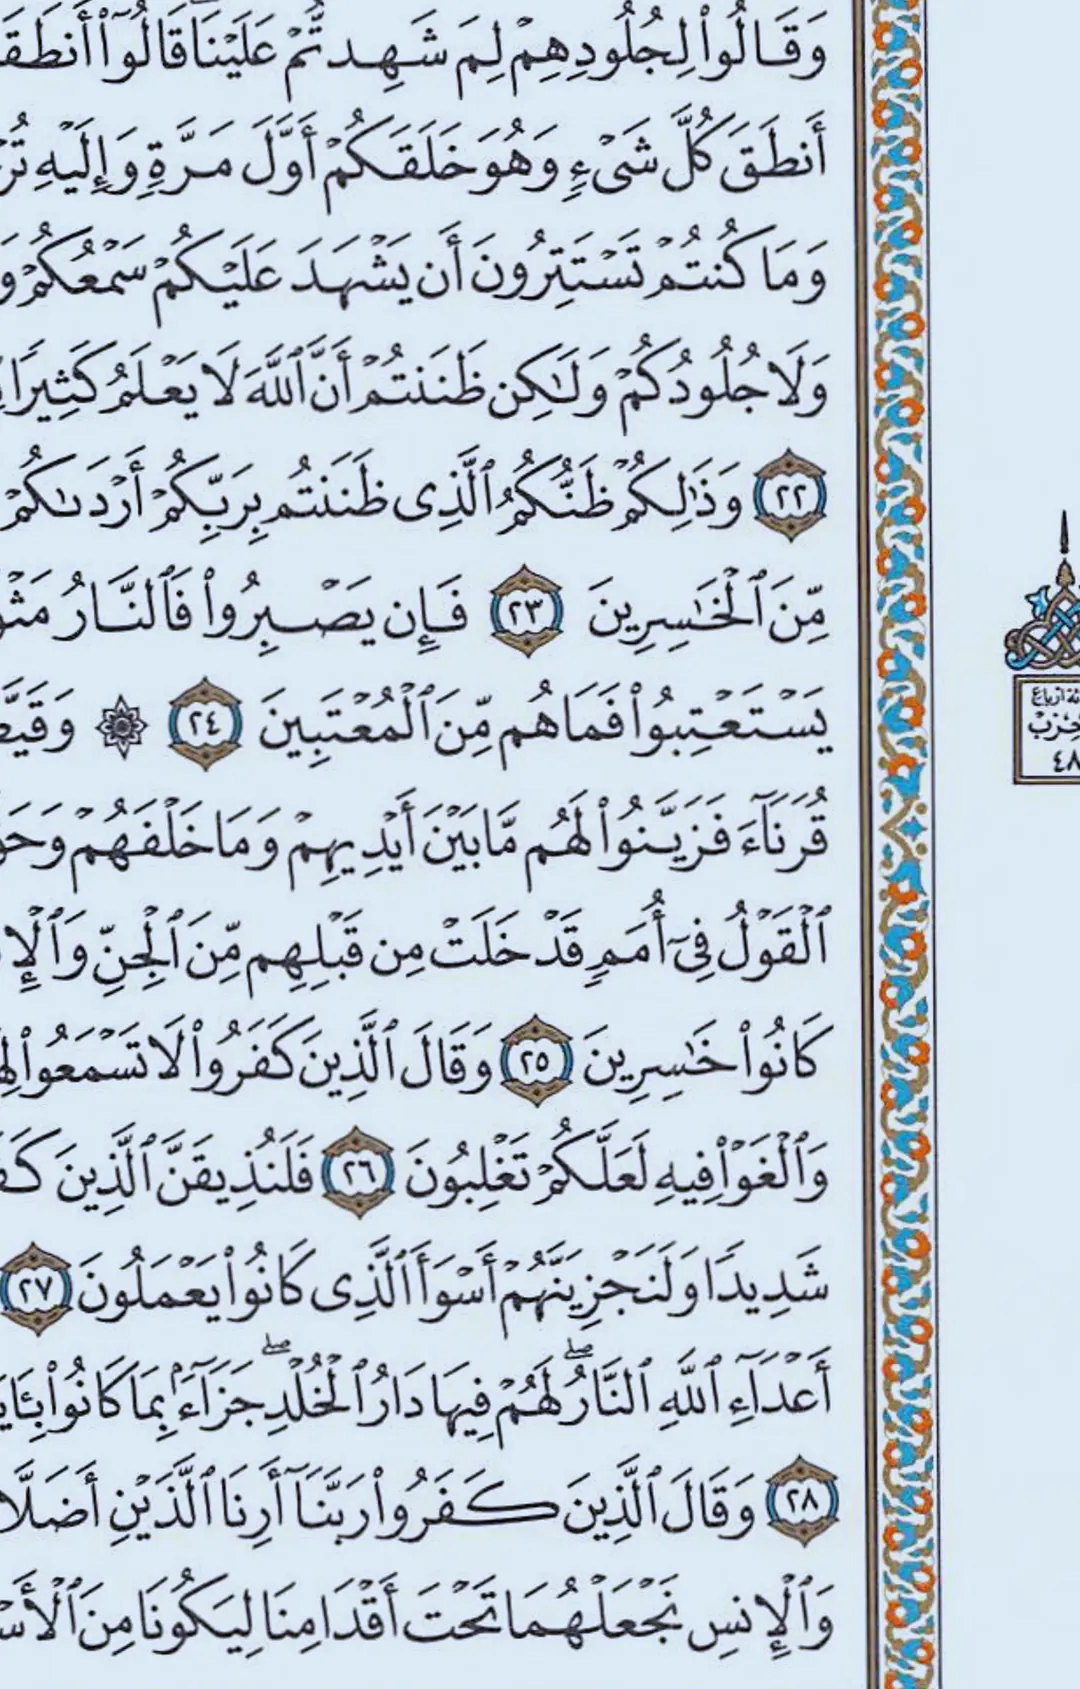 وَقَالُوا۟ لِجُلُودِهِمْ لِمَ شَهِدتُّمْ عَلَيْنَا ۖ قَالُوٓا۟ أَنطَقَ
أَنطَقَ كُلَّ شَىْءٍ وَهُوَ خَلَقَكُمْ أَوَّلَ مَرَّةٍ وَإِلَيْهِ
وَمَا كُنتُمْ تَسْتَتِرُونَ أَن يَشْهَدَ عَلَيْكُمْ سَمْعُكُمْ وَ
وَلَا جُلُودُكُمْ وَلَـٰكِن ظَنَنتُمْ أَنَّ ٱللَّهَ لَا يَعْلَمُ كَثِيرًا
٢٢ وَذَٰلِكُمْ ظَنُّكُمُ ٱلَّذِى ظَنَنتُم بِرَبِّكُمْ أَرْدَىٰكُمْ
مِّنَ ٱلْخَـٰسِرِينَ ٢٣ فَإِن يَصْبِرُوا۟ فَٱلنَّارُ
يَسْتَعْتِبُوا۟ فَمَا هُم مِّنَ ٱلْمُعْتَبِينَ ٢٤ ۞
قُرَنَآءَ فَزَيَّنُوا۟ لَهُم مَّا بَيْنَ أَيْدِيهِمْ وَمَا خَلْفَهُمْ
ٱلْقَوْلُ فِىٓ أُمَمٍ قَدْ خَلَتْ مِن قَبْلِهِم مِّنَ ٱلْجِنِّ
كَانُوا۟ خَـٰسِرِينَ ٢٥ وَقَالَ ٱلَّذِينَ كَفَرُوا۟ لَا تَسْمَعُوا۟
وَٱلْغَوْا۟ فِيهِ لَعَلَّكُمْ تَغْلِبُونَ ٢٦ فَلَنُذِيقَنَّ ٱلَّذِينَ
شَدِيدًا وَلَنَجْزِيَنَّهُمْ أَسْوَأَ ٱلَّذِى كَانُوا۟ يَعْمَلُونَ ٢٧
أَعْدَآءِ ٱللَّهِ ٱلنَّارُ ۖ لَهُمْ فِيهَا دَارُ ٱلْخُلْدِ ۖ جَزَآءًۢ بِمَا كَانُوا۟
٢٨ وَقَالَ ٱلَّذِينَ كَفَرُوا۟ رَبَّنَآ أَرِنَا ٱلَّذَيْنِ أَضَلَّا
وَٱلْإِنسِ نَجْعَلْهُمَا تَحْتَ أَقْدَامِنَا لِيَكُونَا مِنَ
أرباع
٤٨